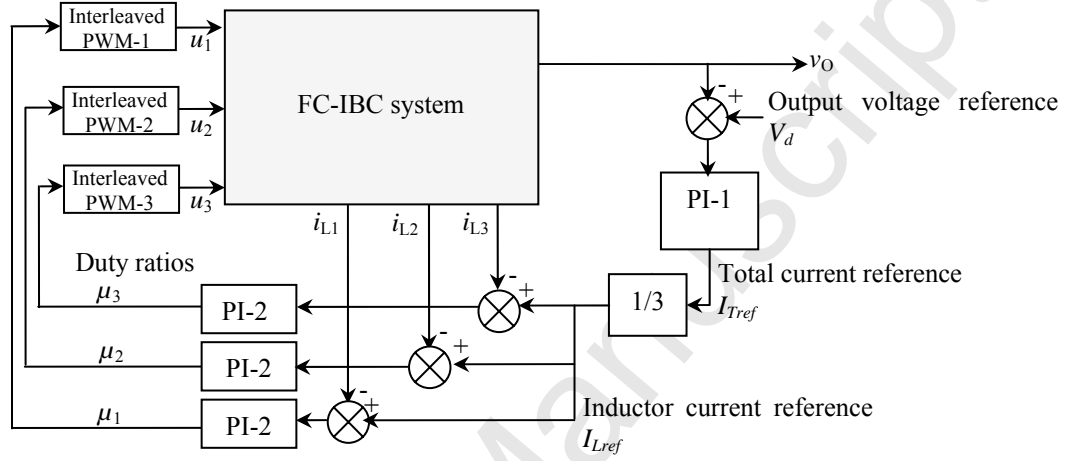 Interleaved
PWM-1
u1
Interleaved
PWM-2
u2
Interleaved
PWM-3
u3
FC-IBC system
vO
-
+
Output voltage reference
Vd
PI-1
iL1
iL2
iL3
Duty ratios
Total current reference
ITref
1/3
μ3
PI-2
-
+
μ2
PI-2
-
+
μ1
PI-2
-
+
Inductor current reference
ILref
Manuscrip